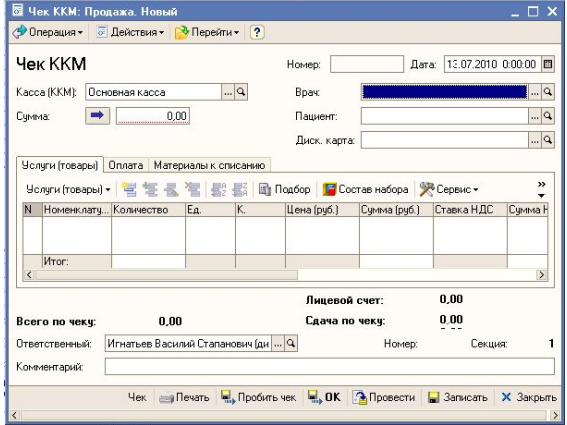 Чек ККМ: Продажа. Новый
Операция Действия Перейти ?
Чек ККМ Номер: Дата: 13.07.2010 0:00:00
Касса (ККМ): Основная касса ... Врач: ...
Сумма: 0,00 Пациент: ...
Диск. карта: ...
Услуги (товары) Оплата Материалы к списанию
Услуги (товары) Подбор Состав набора Сервис
N Номенклату... Количество Ед. К. Цена (руб.) Сумма (руб.) Ставка НДС Сумма Н
Итог:
Лицевой счет: 0,00
Всего по чеку: 0,00 Сдача по чеку: 0,00
Ответственный: Игнатьев Василий Стапанович (ди ... Номер: Секция: 1
Комментарий:
Чек Печать Пробить чек OK Провести Записать Закрыть